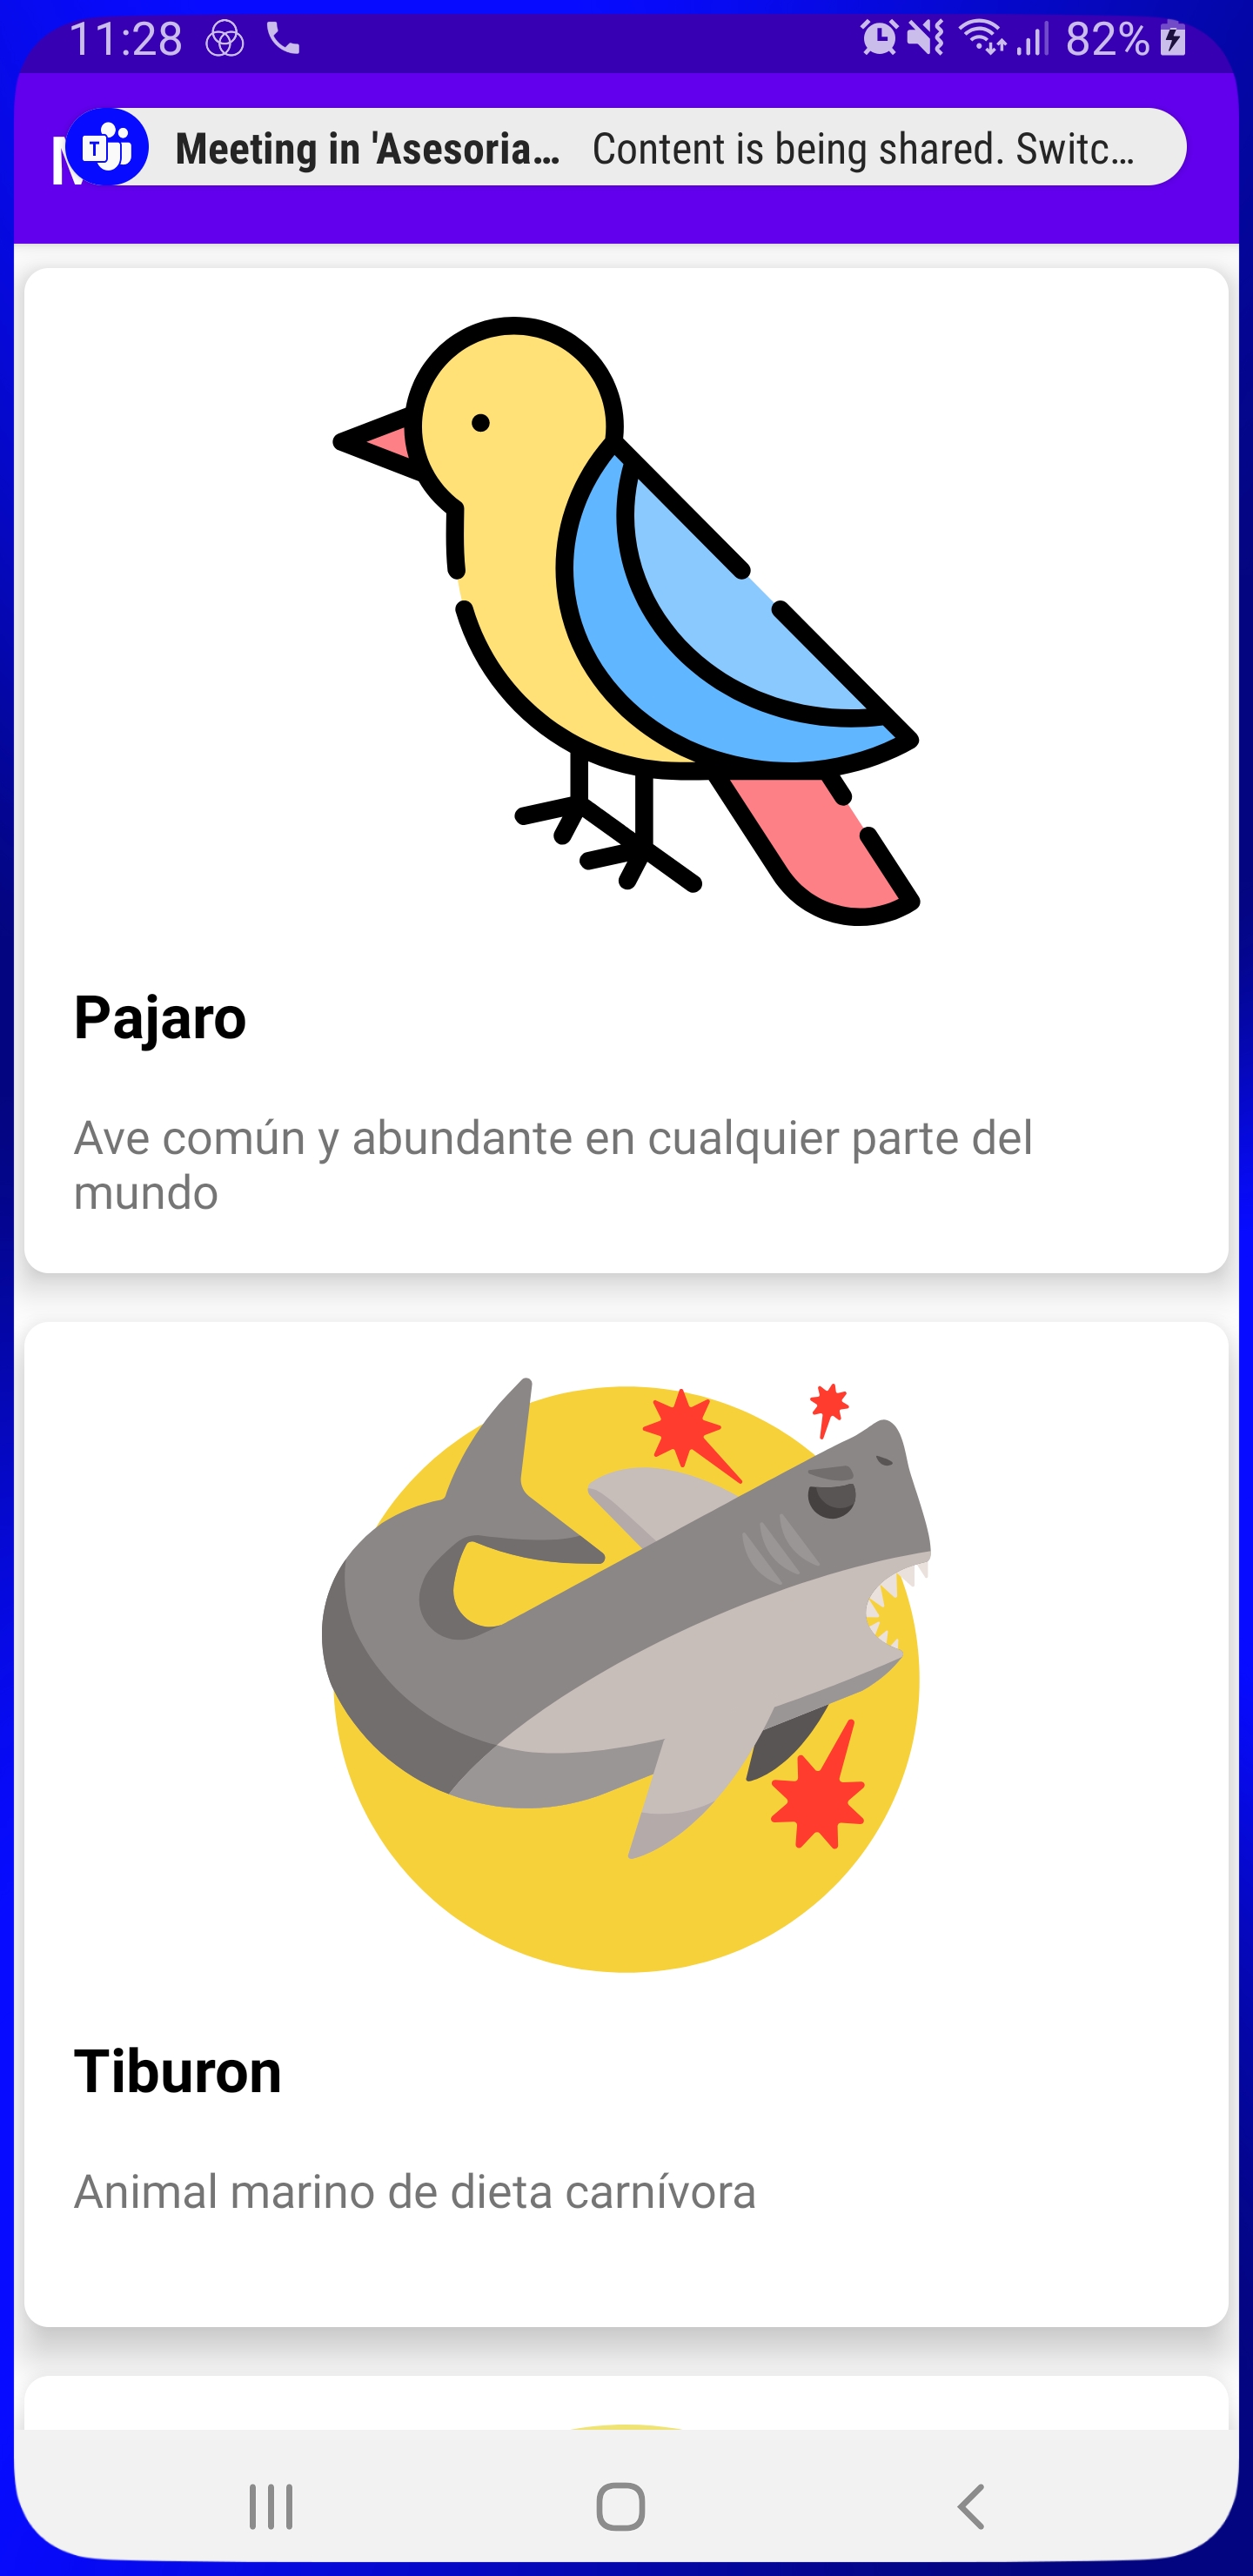 11:28 82%
Meeting in 'Asesoria... Content is being shared. Switc...
Pajaro
Ave común y abundante en cualquier parte del
mundo
Tiburon
Animal marino de dieta carnívora